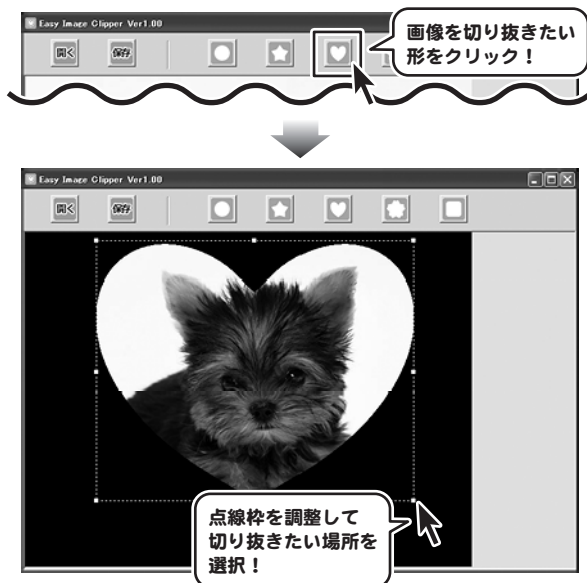 Easy Image Clipper Ver1.00
開く
保存
画像を切り抜きたい
形をクリック！
Easy Image Clipper Ver1.00
開く
保存
点線枠を調整して
切り抜きたい場所を
選択！